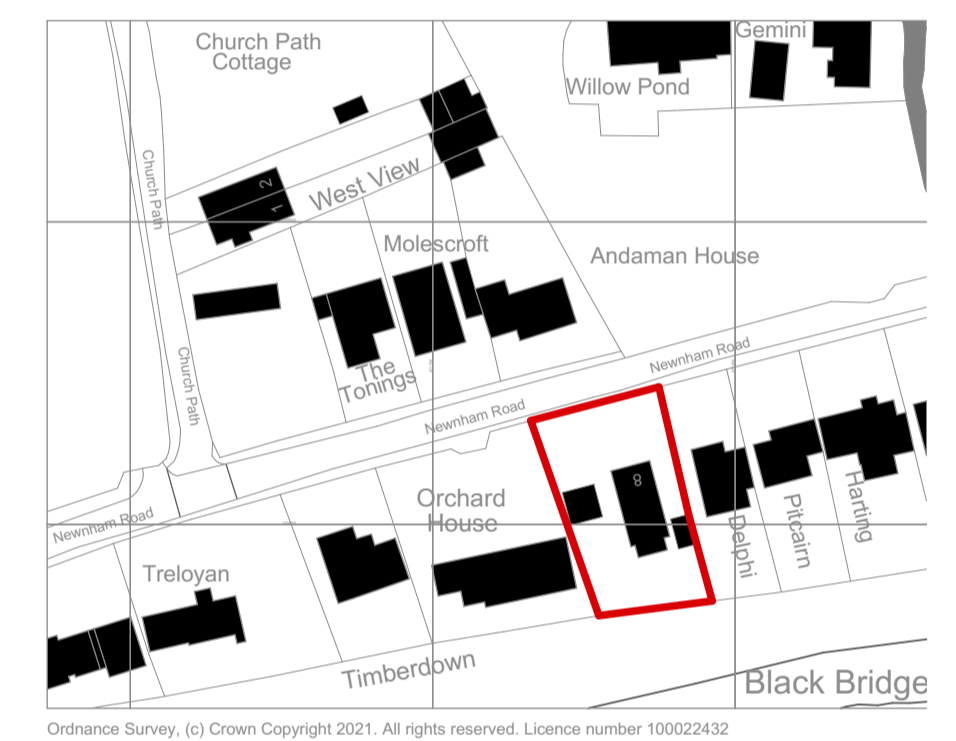 Church Path
Cottage
Gemini
Willow Pond
Church Path
West View
2
1
Molescroft
Andaman House
Church Path
The
Tonings
Newnham Road
Newnham Road
8
Orchard
House
Delphi
Pitcairn
Harting
Newnham Road
Treloyan
Timberdown
Black Bridge
Ordnance Survey, (c) Crown Copyright 2021. All rights reserved. Licence number 100022432